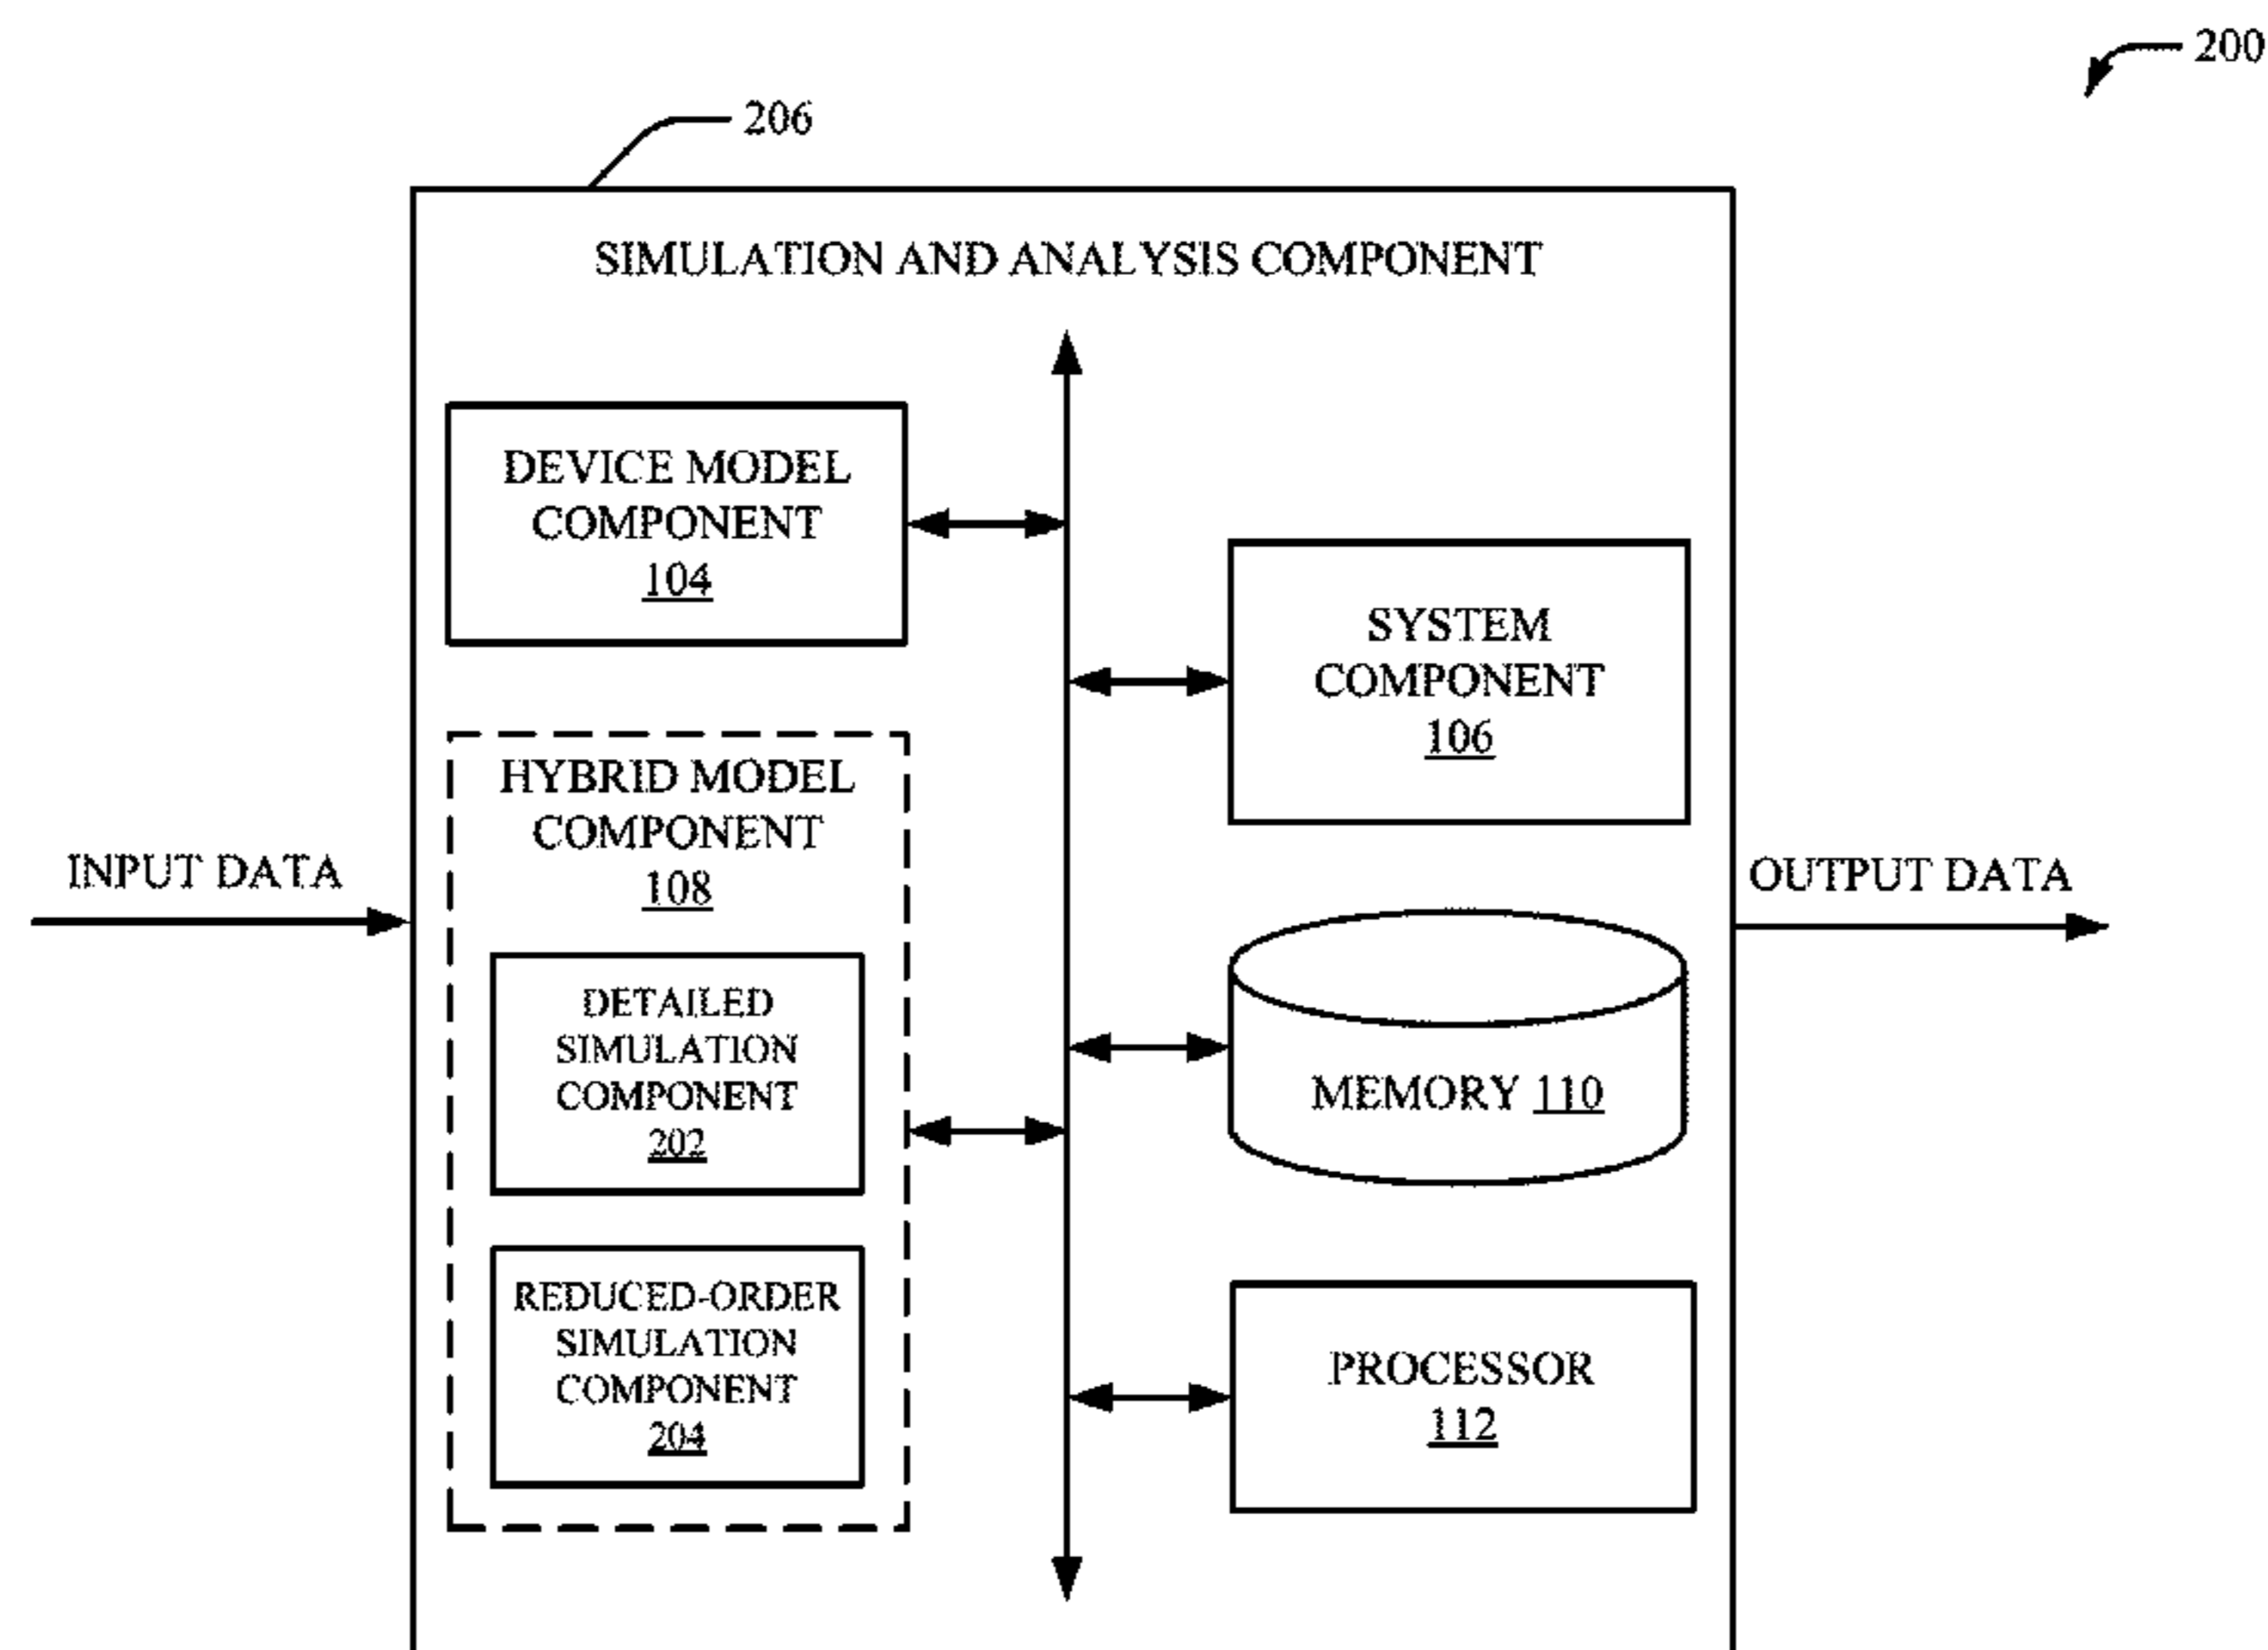 200
206
SIMULATION AND ANALYSIS COMPONENT
DEVICE MODEL
COMPONENT
104
SYSTEM
COMPONENT
106
HYBRID MODEL
COMPONENT
108
INPUT DATA
OUTPUT DATA
DETAILED
SIMULATION
COMPONENT
202
MEMORY 110
REDUCED-ORDER
SIMULATION
COMPONENT
204
PROCESSOR
112